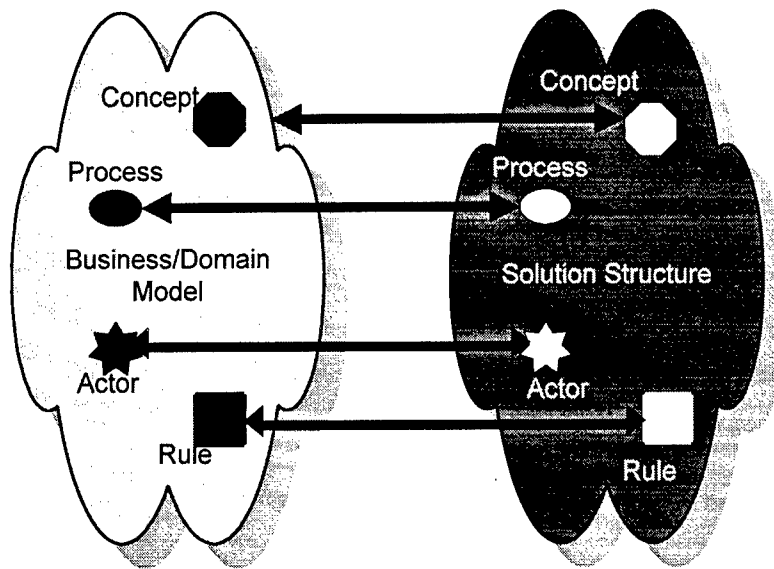 Concept
Process
Business/Domain
Model
Actor
Rule
Concept
Process
Solution Structure
Actor
Rule